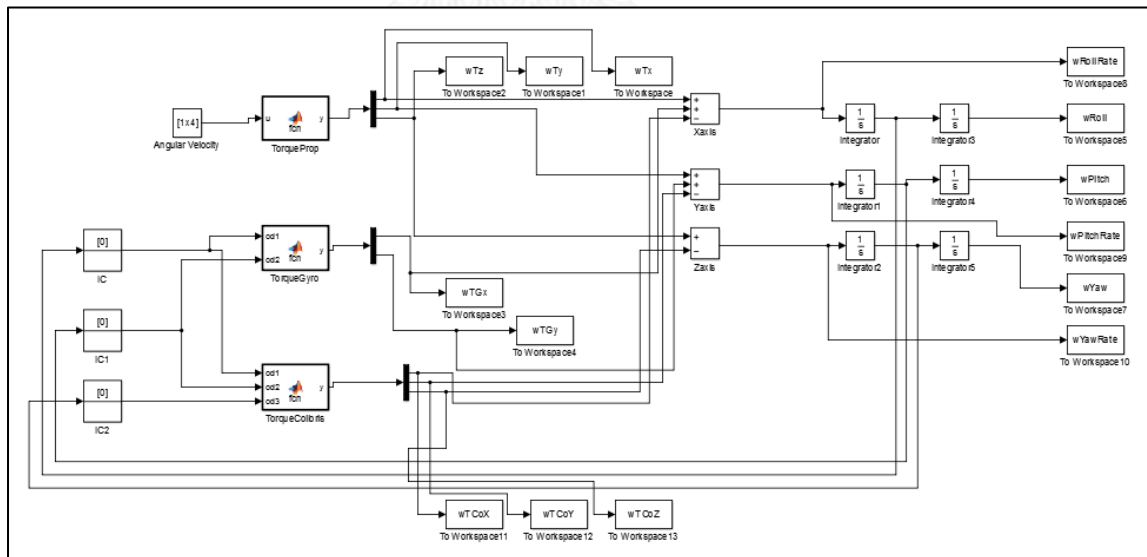 wTz
wTy
wTx
To Workspace2
To Workspace1
To Workspace
wRollRate
To Workspace8
[1x4]
Angular Velocity
u
fcn
y
TorqueProp
+
+
−
Xaxis
1
s
Integrator
1
s
Integrator3
wRoll
To Workspace5
+
+
−
Yaxis
1
s
Integrator1
1
s
Integrator4
wPitch
To Workspace6
[0]
IC
od1
od2
fcn
y
TorqueGyro
+
−
Zaxis
1
s
Integrator2
1
s
Integrator5
wPitchRate
To Workspace9
wTGx
To Workspace3
wYaw
To Workspace7
[0]
IC1
wTGy
To Workspace4
wYawRate
To Workspace10
[0]
IC2
od1
od2
od3
fcn
y
TorqueColibris
wTCoX
wTCoY
wTCoZ
To Workspace11
To Workspace12
To Workspace13